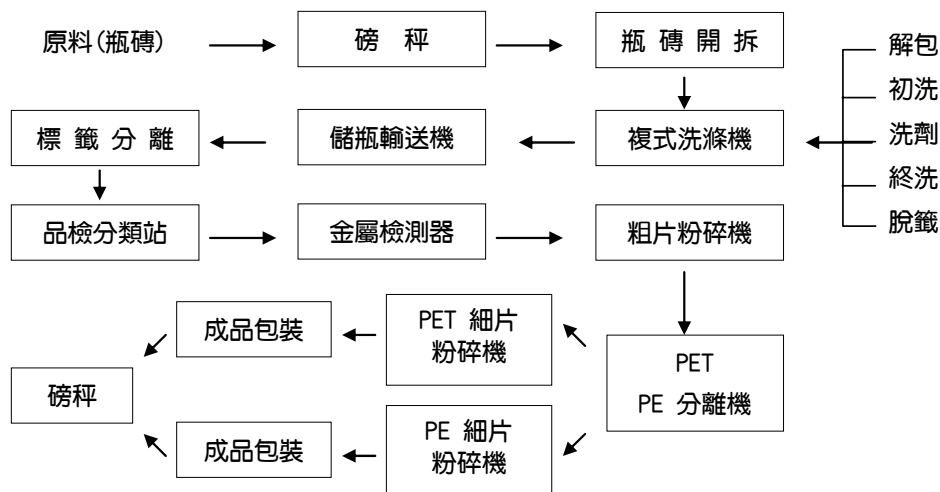 原料(瓶磚)
磅 秤
瓶 磚 開 拆
解包
初洗
洗劑
終洗
脫籤
標 籤 分 離
儲瓶輸送機
複式洗滌機
品檢分類站
金屬檢測器
粗片粉碎機
成品包裝
PET 細片
粉碎機
PET
PE 分離機
磅秤
成品包裝
PE 細片
粉碎機